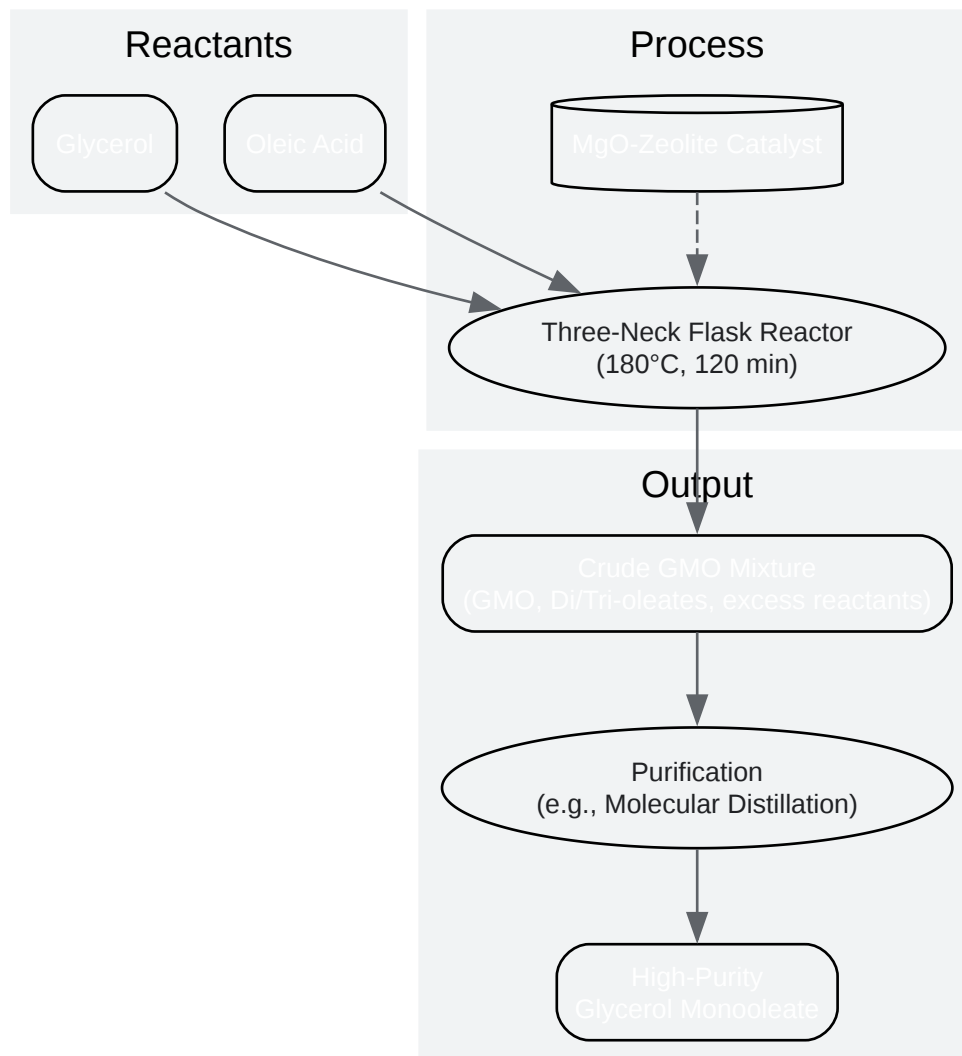 Reactants
Process
Glycerol
Oleic Acid
MgO-Zeolite Catalyst
Three-Neck Flask Reactor
(180°C, 120 min)
Output
Crude GMO Mixture
(GMO, Di/Tri-oleates, excess reactants)
Purification
(e.g., Molecular Distillation)
High-Purity
Glycerol Monooleate